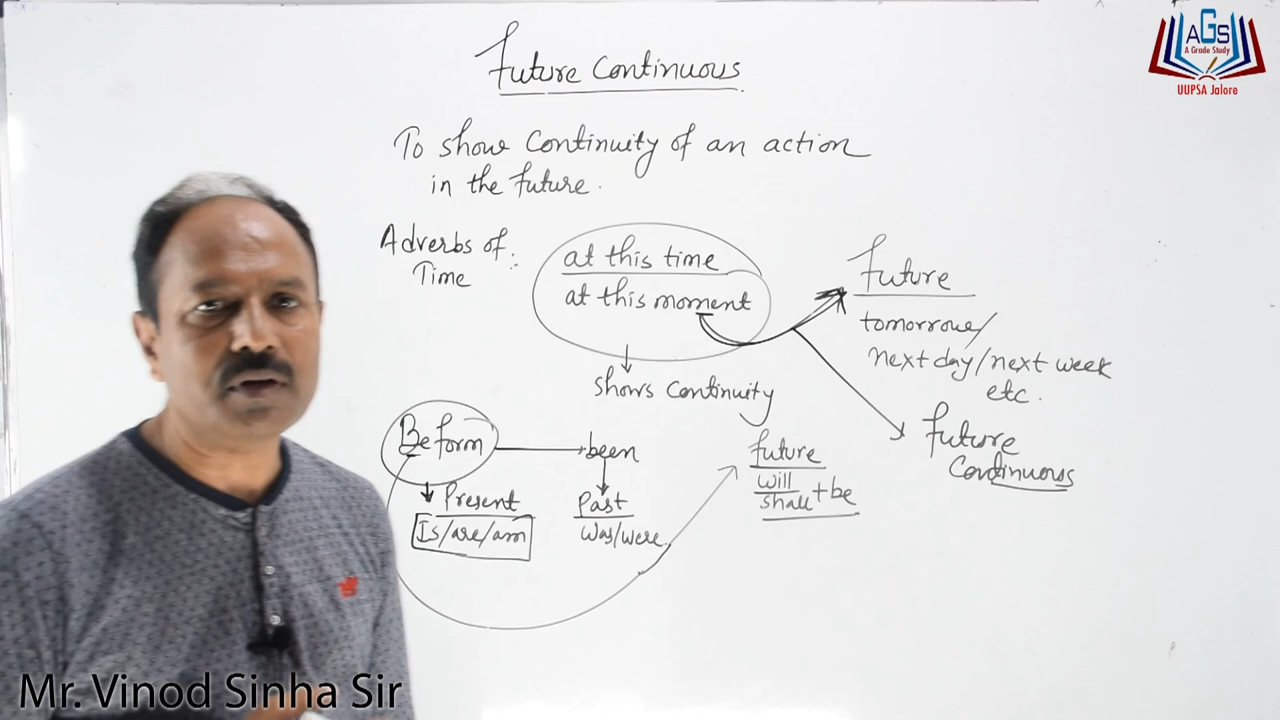 Future Continuous
To show Continuity of an action
in the future.
Adverbs of :
Time
at this time
at this moment
shows Continuity
Future
tomorrow/
next day/next week
etc.
Future
Continuous
Be form
been
Present
Is/are/am
Past
was/were
future
will
shall + be
AGS
A Grade Study
UUPSA Jalore
Mr. Vinod Sinha Sir